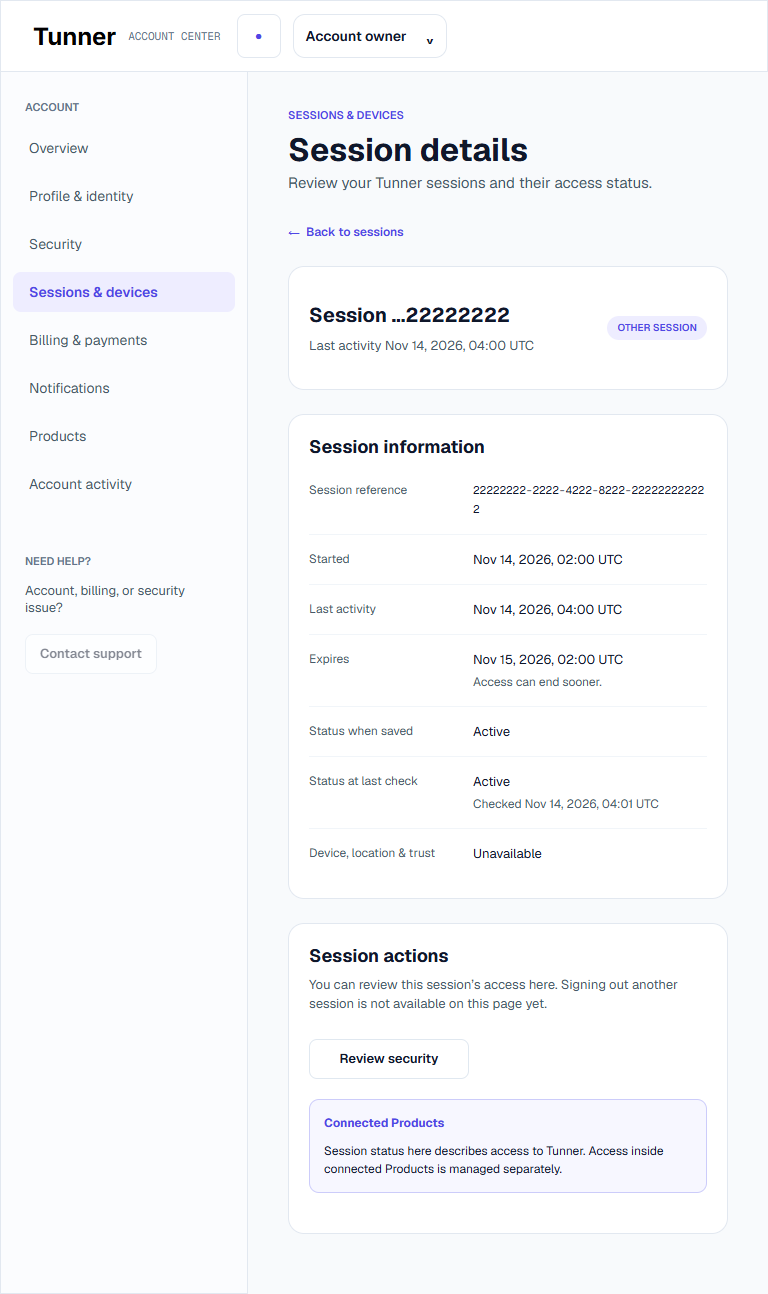 Tunner ACCOUNT CENTER Account owner v
ACCOUNT
Overview
Profile & identity
Security
Sessions & devices
Billing & payments
Notifications
Products
Account activity
NEED HELP?
Account, billing, or security
issue?
Contact support
SESSIONS & DEVICES
Session details
Review your Tunner sessions and their access status.
← Back to sessions
Session …22222222
Last activity Nov 14, 2026, 04:00 UTC
OTHER SESSION
Session information
Session reference 22222222-2222-4222-8222-22222222222
2
Started Nov 14, 2026, 02:00 UTC
Last activity Nov 14, 2026, 04:00 UTC
Expires Nov 15, 2026, 02:00 UTC
Access can end sooner.
Status when saved Active
Status at last check Active
Checked Nov 14, 2026, 04:01 UTC
Device, location & trust Unavailable
Session actions
You can review this session’s access here. Signing out another
session is not available on this page yet.
Review security
Connected Products
Session status here describes access to Tunner. Access inside
connected Products is managed separately.